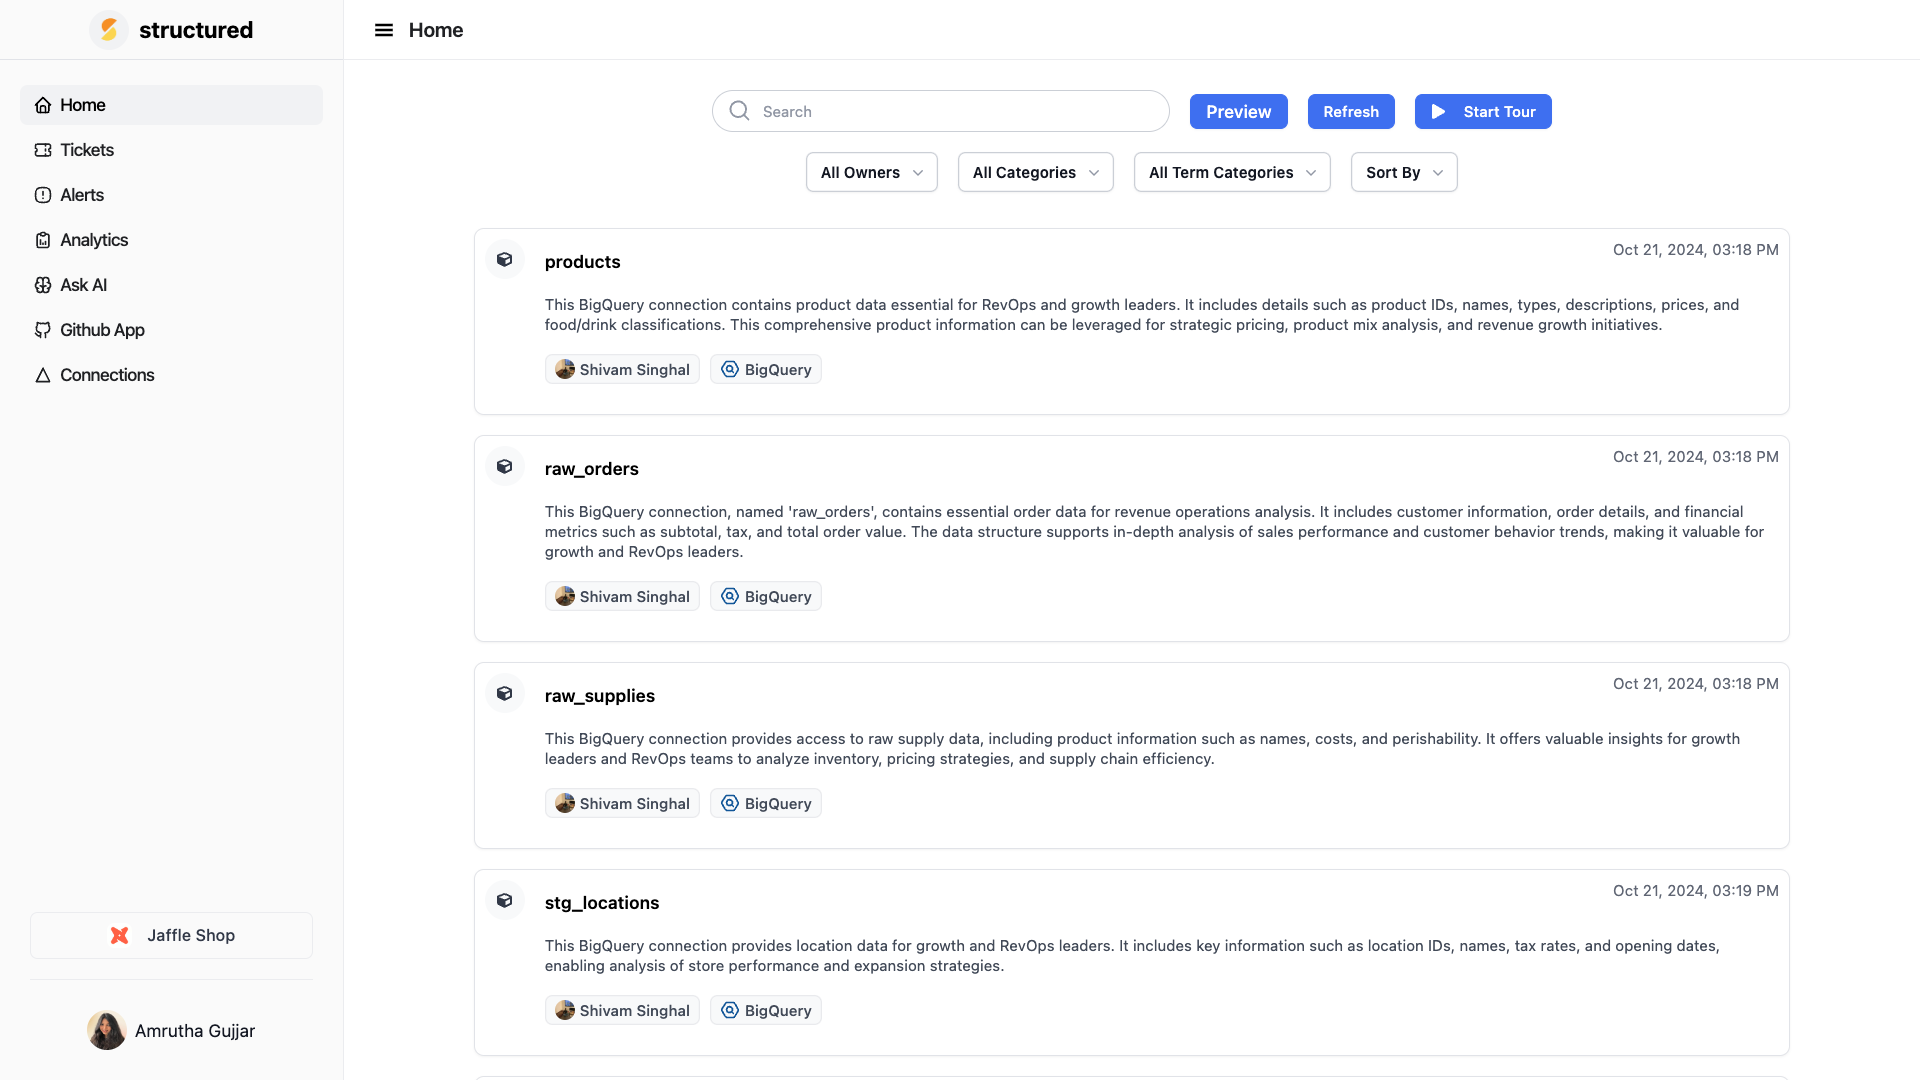 structured
Home
Home
Tickets
Alerts
Analytics
Ask AI
Github App
Connections
Jaffle Shop
Amrutha Gujjar
Search
Preview
Refresh
Start Tour
All Owners
All Categories
All Term Categories
Sort By
products
Oct 21, 2024, 03:18 PM
This BigQuery connection contains product data essential for RevOps and growth leaders. It includes details such as product IDs, names, types, descriptions, prices, and
food/drink classifications. This comprehensive product information can be leveraged for strategic pricing, product mix analysis, and revenue growth initiatives.
Shivam Singhal
BigQuery
raw_orders
Oct 21, 2024, 03:18 PM
This BigQuery connection, named 'raw_orders', contains essential order data for revenue operations analysis. It includes customer information, order details, and financial
metrics such as subtotal, tax, and total order value. The data structure supports in-depth analysis of sales performance and customer behavior trends, making it valuable for
growth and RevOps leaders.
Shivam Singhal
BigQuery
raw_supplies
Oct 21, 2024, 03:18 PM
This BigQuery connection provides access to raw supply data, including product information such as names, costs, and perishability. It offers valuable insights for growth
leaders and RevOps teams to analyze inventory, pricing strategies, and supply chain efficiency.
Shivam Singhal
BigQuery
stg_locations
Oct 21, 2024, 03:19 PM
This BigQuery connection provides location data for growth and RevOps leaders. It includes key information such as location IDs, names, tax rates, and opening dates,
enabling analysis of store performance and expansion strategies.
Shivam Singhal
BigQuery